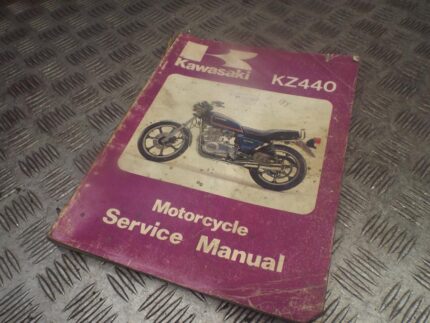 Kawasaki KZ440
Motorcycle
Service Manual